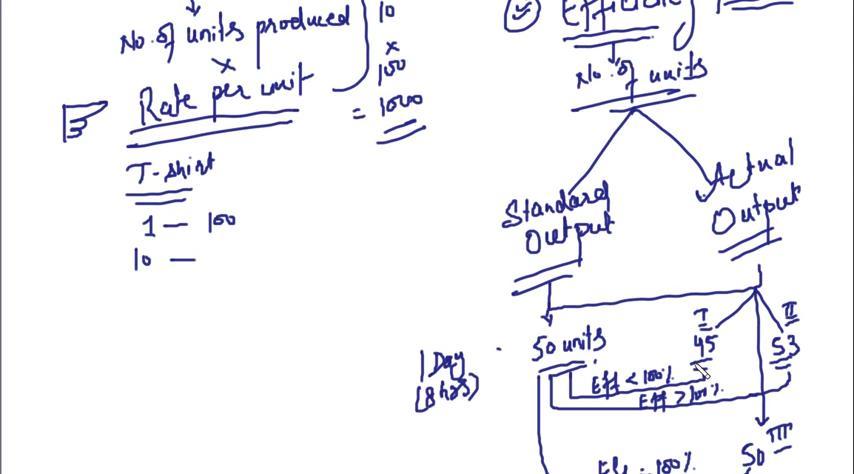 No. of units produced
x
Rate per unit
10
x
100
= 1000
T-shirt
1 — 100
10 —
Efficiency
No. of units
Standard
Output
Actual
Output
1 Day
(8 hrs)
50 units
I
45
II
53
Eff < 100%
Eff > 100%
III
50
100%